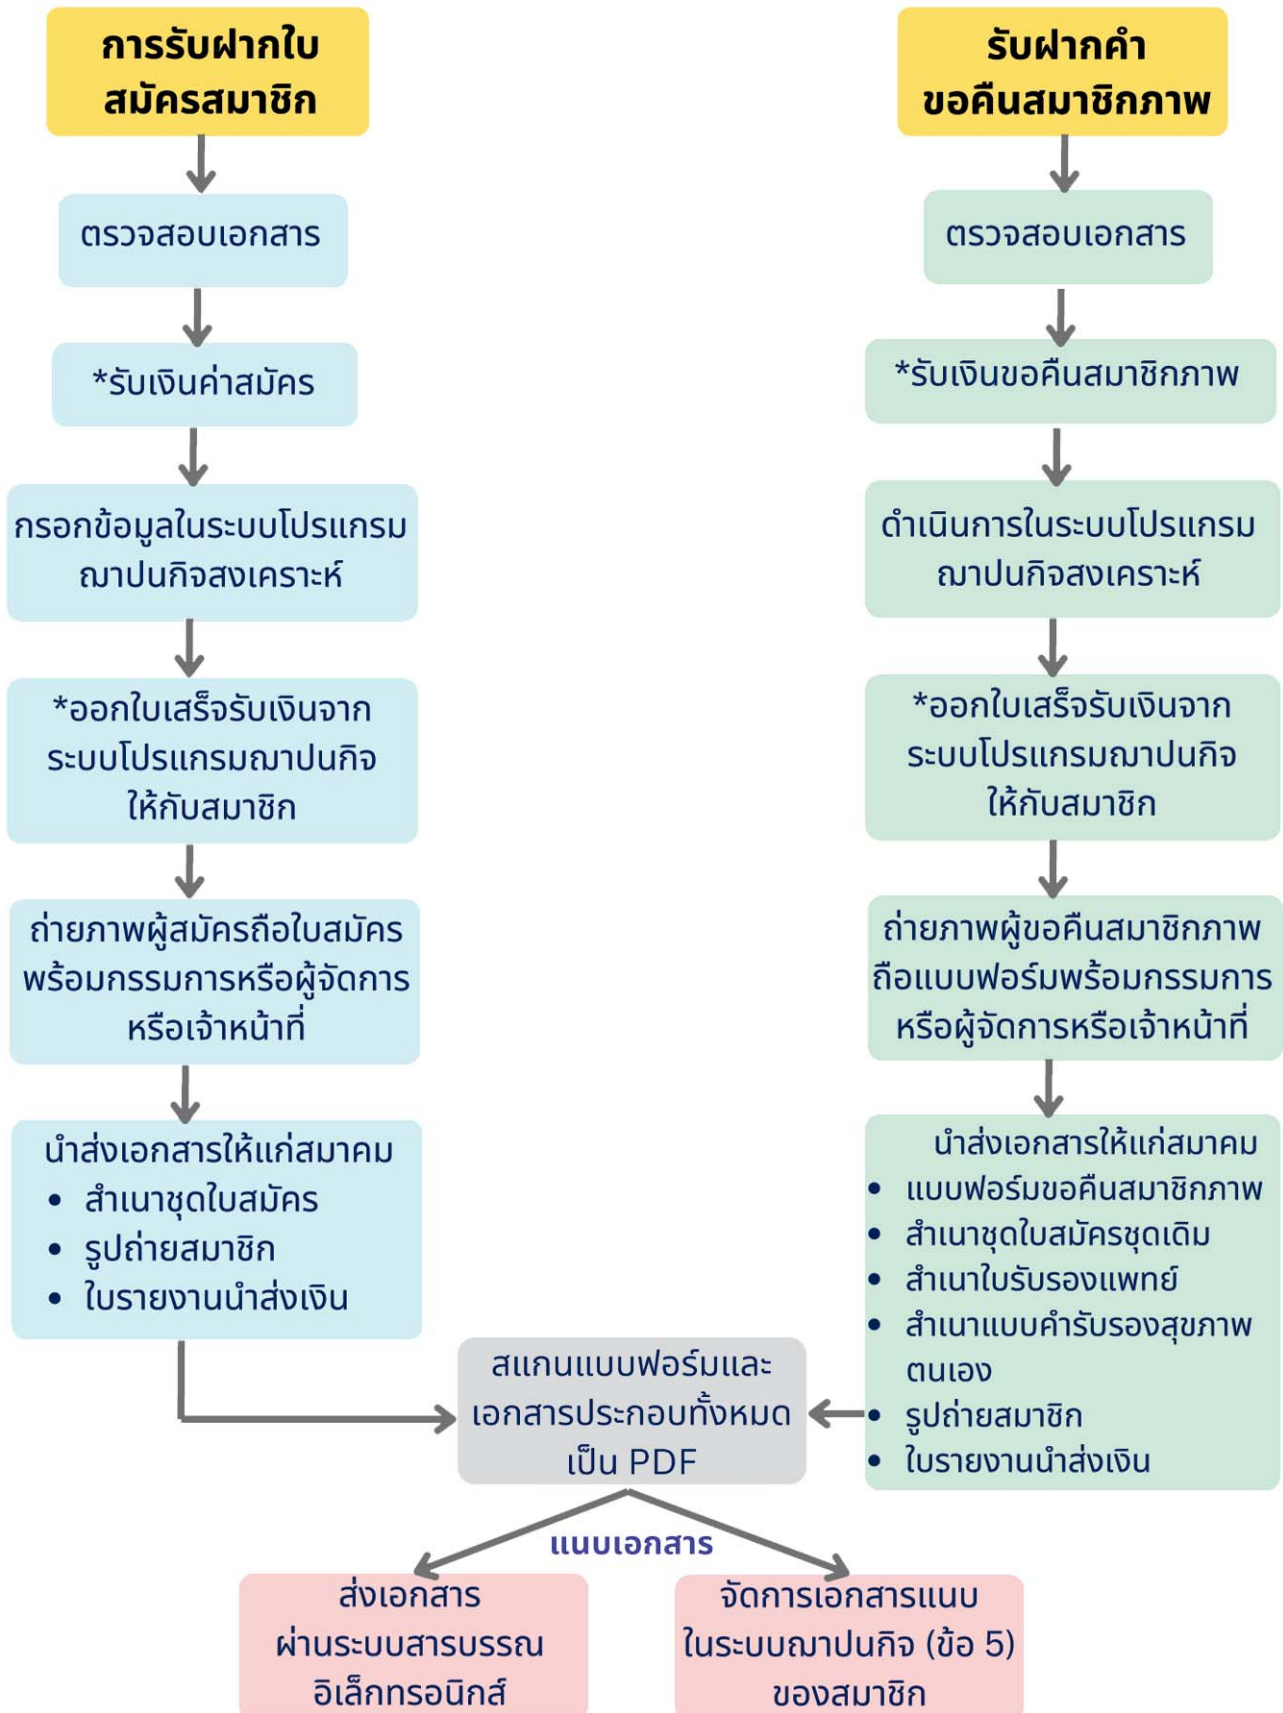 การรับฝากใบ
สมัครสมาชิก
ตรวจสอบเอกสาร
*รับเงินค่าสมัคร
กรอกข้อมูลในระบบโปรแกรม
ฌาปนกิจสงเคราะห์
*ออกใบเสร็จรับเงินจาก
ระบบโปรแกรมฌาปนกิจ
ให้กับสมาชิก
ถ่ายภาพผู้สมัครถือใบสมัคร
พร้อมกรรมการหรือผู้จัดการ
หรือเจ้าหน้าที่
นำส่งเอกสารให้แก่สมาคม
• สำเนาชุดใบสมัคร
• รูปถ่ายสมาชิก
• ใบรายงานนำส่งเงิน
รับฝากคำ
ขอคืนสมาชิกภาพ
ตรวจสอบเอกสาร
*รับเงินขอคืนสมาชิกภาพ
ดำเนินการในระบบโปรแกรม
ฌาปนกิจสงเคราะห์
*ออกใบเสร็จรับเงินจาก
ระบบโปรแกรมฌาปนกิจ
ให้กับสมาชิก
ถ่ายภาพผู้ขอคืนสมาชิกภาพ
ถือแบบฟอร์มพร้อมกรรมการ
หรือผู้จัดการหรือเจ้าหน้าที่
นำส่งเอกสารให้แก่สมาคม
• แบบฟอร์มขอคืนสมาชิกภาพ
• สำเนาชุดใบสมัครชุดเดิม
• สำเนาใบรับรองแพทย์
• สำเนาแบบคำรับรองสุขภาพ
ตนเอง
• รูปถ่ายสมาชิก
• ใบรายงานนำส่งเงิน
สแกนแบบฟอร์มและ
เอกสารประกอบทั้งหมด
เป็น PDF
แนบเอกสาร
ส่งเอกสาร
ผ่านระบบสารบรรณ
อิเล็กทรอนิกส์
จัดการเอกสารแนบ
ในระบบฌาปนกิจ (ข้อ 5)
ของสมาชิก